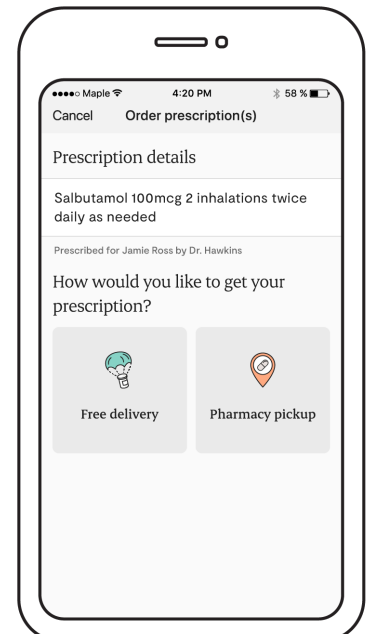 ●●●●○ Maple 4:20 PM 58 %
Cancel Order prescription(s)
Prescription details
Salbutamol 100mcg 2 inhalations twice
daily as needed
Prescribed for Jamie Ross by Dr. Hawkins
How would you like to get your
prescription?
Free delivery Pharmacy pickup